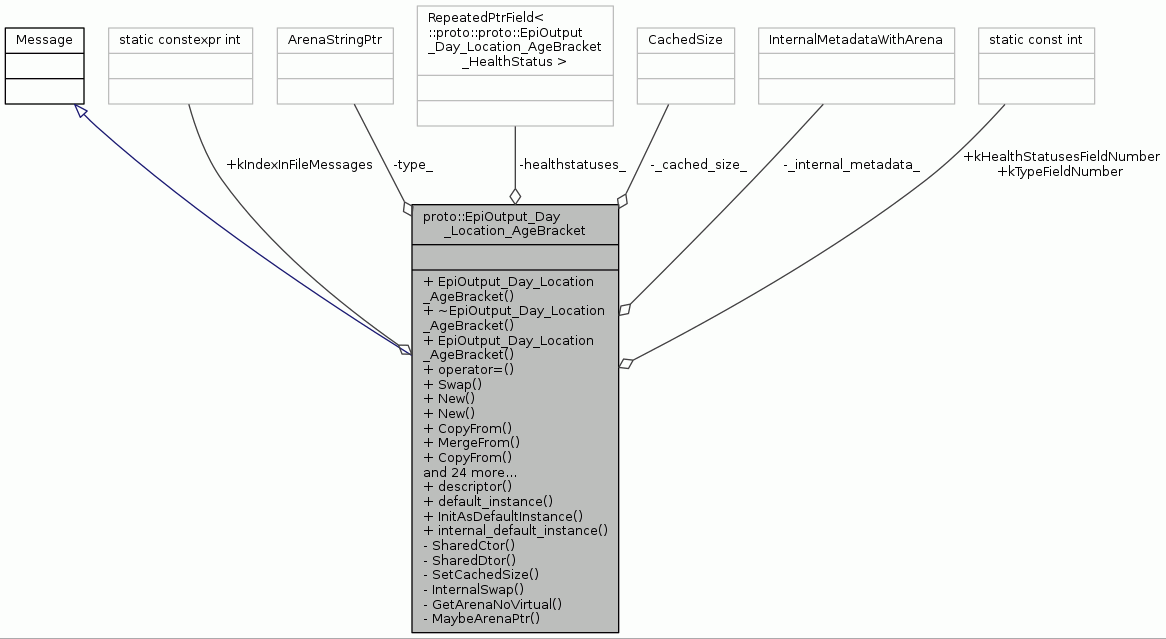 Message
static constexpr int
ArenaStringPtr
RepeatedPtrField<
::proto::proto::EpiOutput
_Day_Location_AgeBracket
_HealthStatus >
CachedSize
InternalMetadataWithArena
static const int
+kIndexInFileMessages
-type_
-healthstatuses_
-_cached_size_
-_internal_metadata_
+kHealthStatusesFieldNumber
+kTypeFieldNumber
proto::EpiOutput_Day
_Location_AgeBracket
+ EpiOutput_Day_Location
_AgeBracket()
+ ~EpiOutput_Day_Location
_AgeBracket()
+ EpiOutput_Day_Location
_AgeBracket()
+ operator=()
+ Swap()
+ New()
+ New()
+ CopyFrom()
+ MergeFrom()
+ CopyFrom()
and 24 more...
+ descriptor()
+ default_instance()
+ InitAsDefaultInstance()
+ internal_default_instance()
- SharedCtor()
- SharedDtor()
- SetCachedSize()
- InternalSwap()
- GetArenaNoVirtual()
- MaybeArenaPtr()